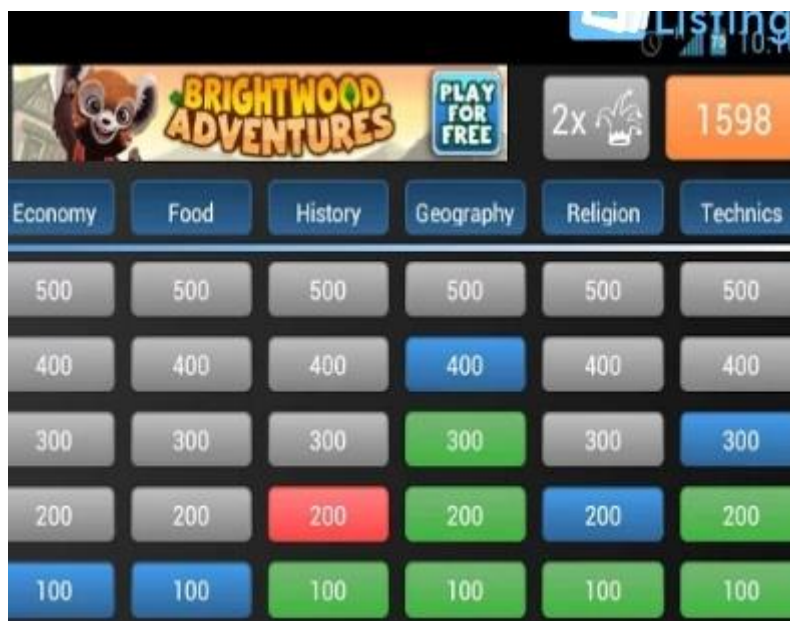 Listing
BRIGHTWOOD
ADVENTURES
PLAY
FOR
FREE
2x
1598
Economy Food History Geography Religion Technics
500 500 500 500 500 500
400 400 400 400 400 400
300 300 300 300 300 300
200 200 200 200 200 200
100 100 100 100 100 100